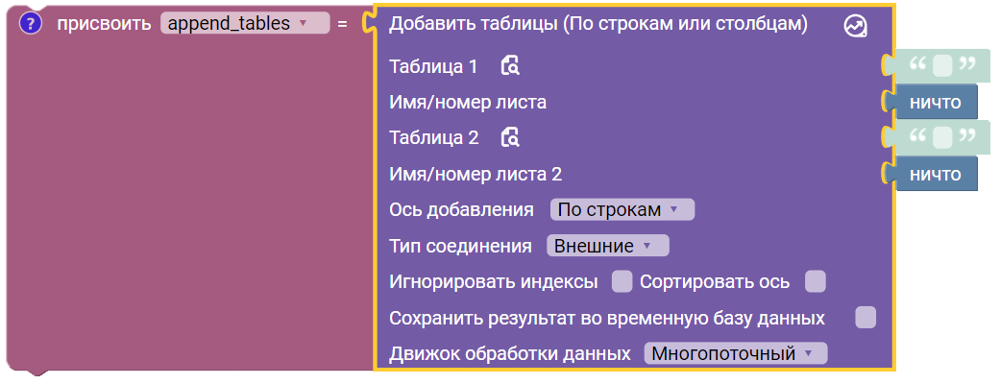 ? присвоить append_tables ▾ = Добавить таблицы (По строкам или столбцам)
Таблица 1 “ ”
Имя/номер листа ничто
Таблица 2 “ ”
Имя/номер листа 2 ничто
Ось добавления По строкам ▾
Тип соединения Внешние ▾
Игнорировать индексы Сортировать ось
Сохранить результат во временную базу данных
Движок обработки данных Многопоточный ▾